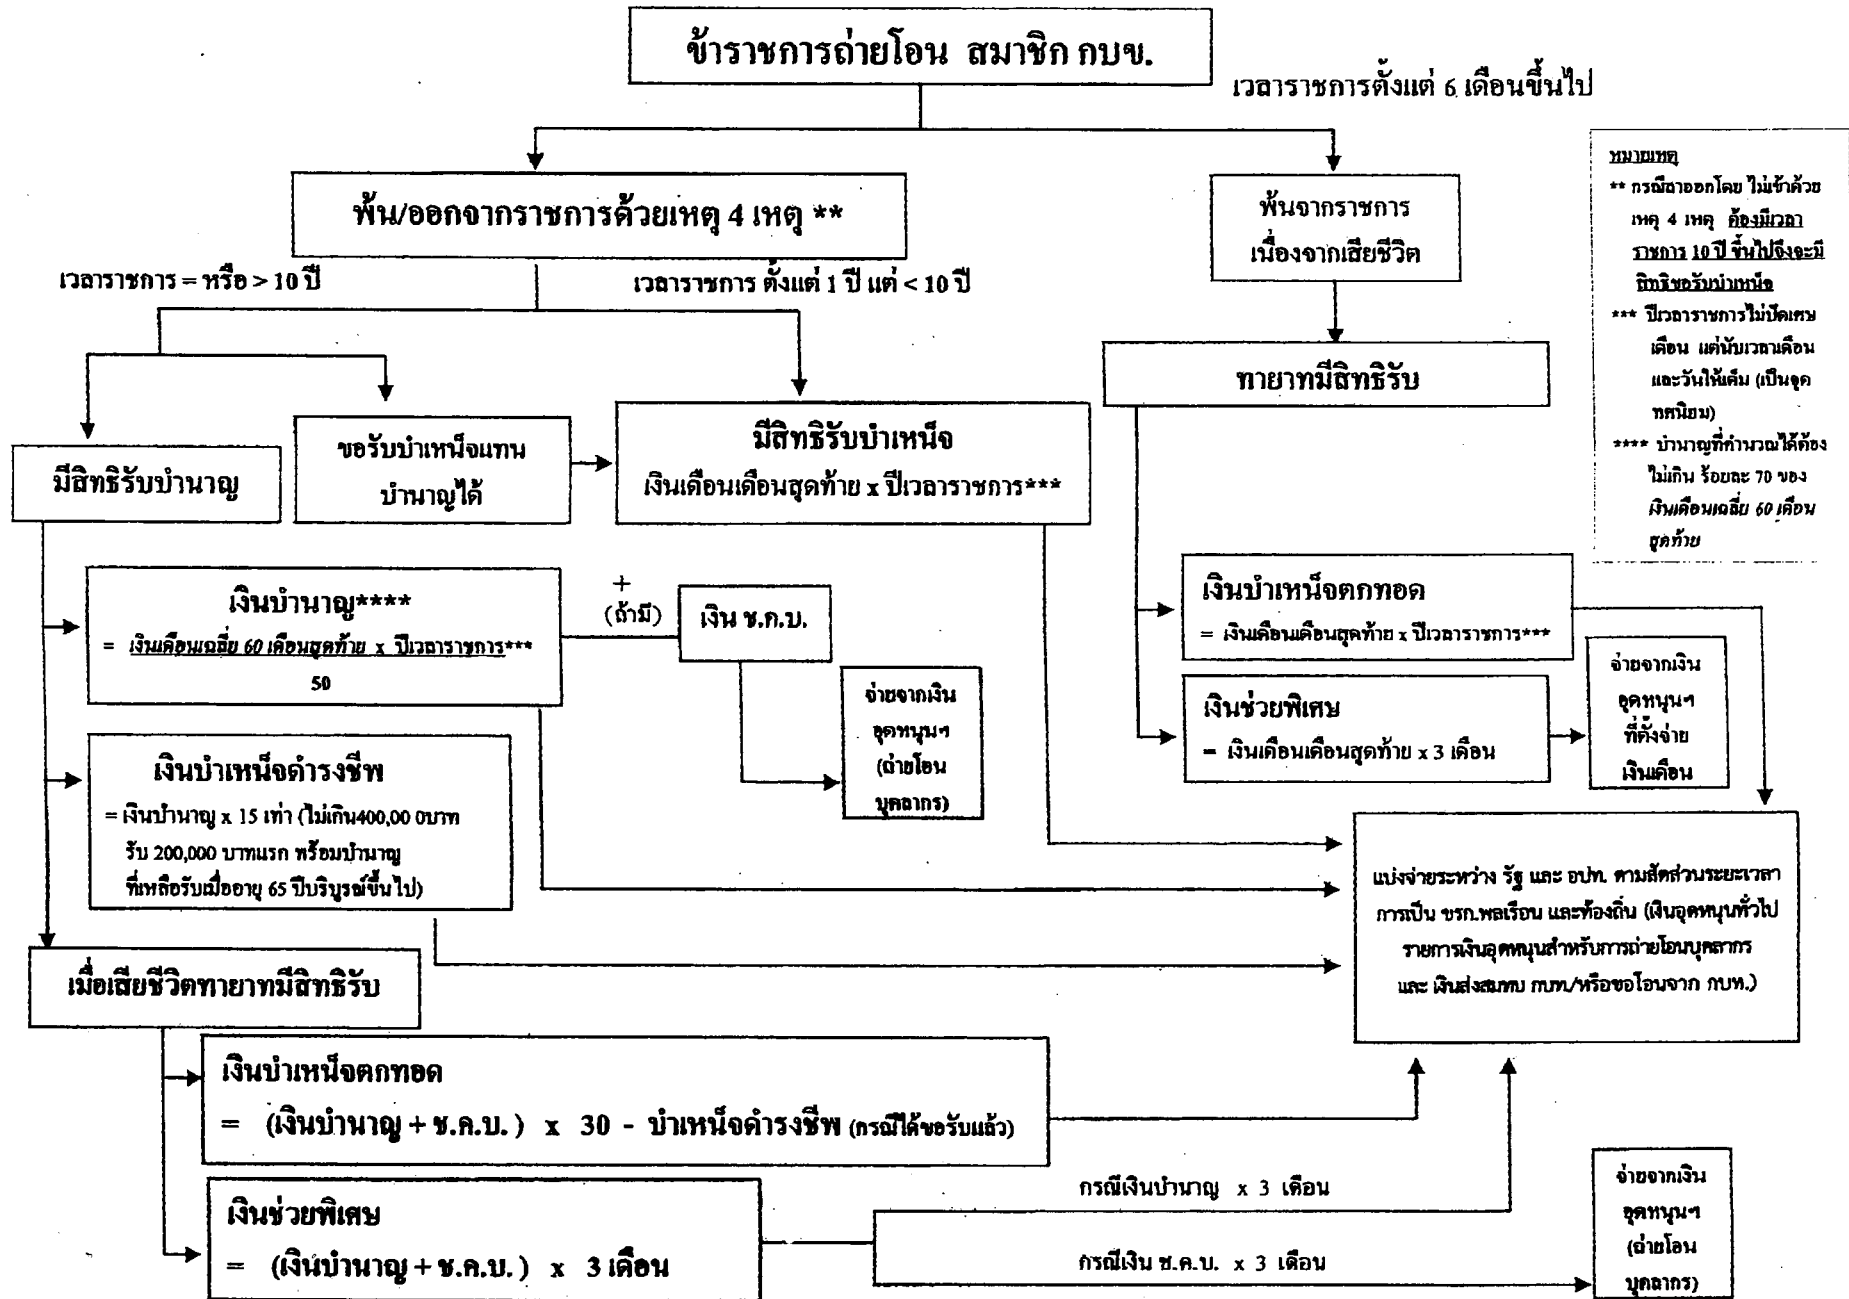 ข้าราชการถ่ายโอน สมาชิก กบข.
เวลาราชการตั้งแต่ 6 เดือนขึ้นไป
พ้น/ออกจากราชการด้วยเหตุ 4 เหตุ **
พ้นจากราชการ
เนื่องจากเสียชีวิต
หมายเหตุ
** กรณีลาออกโดย ไม่เข้าด้วย
เหตุ 4 เหตุ ต้องมีเวลา
ราชการ 10 ปี ขึ้นไปจึงจะมี
สิทธิขอรับบำเหน็จ
*** ปีเวลาราชการไม่ปัดเศษ
เดือน แต่นับเวลาเดือน
และวันให้เต็ม (เป็นจุด
ทศนิยม)
**** บำนาญที่คำนวณได้ต้อง
ไม่เกิน ร้อยละ 70 ของ
เงินเดือนเฉลี่ย 60 เดือน
สุดท้าย
เวลาราชการ = หรือ > 10 ปี
เวลาราชการ ตั้งแต่ 1 ปี แต่ < 10 ปี
ทายาทมีสิทธิรับ
มีสิทธิรับบำนาญ
ขอรับบำเหน็จแทน
บำนาญได้
มีสิทธิรับบำเหน็จ
เงินเดือนเดือนสุดท้าย x ปีเวลาราชการ***
เงินบำนาญ****
= เงินเดือนเฉลี่ย 60 เดือนสุดท้าย x ปีเวลาราชการ***
50
+
(ถ้ามี)
เงิน ช.ค.บ.
จ่ายจากเงิน
อุดหนุนฯ
(ถ่ายโอน
บุคลากร)
เงินบำเหน็จตกทอด
= เงินเดือนเดือนสุดท้าย x ปีเวลาราชการ***
เงินช่วยพิเศษ
= เงินเดือนเดือนสุดท้าย x 3 เดือน
จ่ายจากเงิน
อุดหนุนฯ
ที่ตั้งจ่าย
เงินเดือน
เงินบำเหน็จดำรงชีพ
= เงินบำนาญ x 15 เท่า (ไม่เกิน400,00 0บาท
รับ 200,000 บาทแรก พร้อมบำนาญ
ที่เหลือรับเมื่ออายุ 65 ปีบริบูรณ์ขึ้นไป)
แบ่งจ่ายระหว่าง รัฐ และ อปท. ตามสัดส่วนระยะเวลา
การเป็น ขรก.พลเรือน และท้องถิ่น (เงินอุดหนุนทั่วไป
รายการเงินอุดหนุนสำหรับการถ่ายโอนบุคลากร
และ เงินส่งสมทบ กบท./หรือขอโอนจาก กบท.)
เมื่อเสียชีวิตทายาทมีสิทธิรับ
เงินบำเหน็จตกทอด
= (เงินบำนาญ + ช.ค.บ. ) x 30 - บำเหน็จดำรงชีพ (กรณีได้ขอรับแล้ว)
เงินช่วยพิเศษ
= (เงินบำนาญ + ช.ค.บ. ) x 3 เดือน
กรณีเงินบำนาญ x 3 เดือน
กรณีเงิน ช.ค.บ. x 3 เดือน
จ่ายจากเงิน
อุดหนุนฯ
(ถ่ายโอน
บุคลากร)